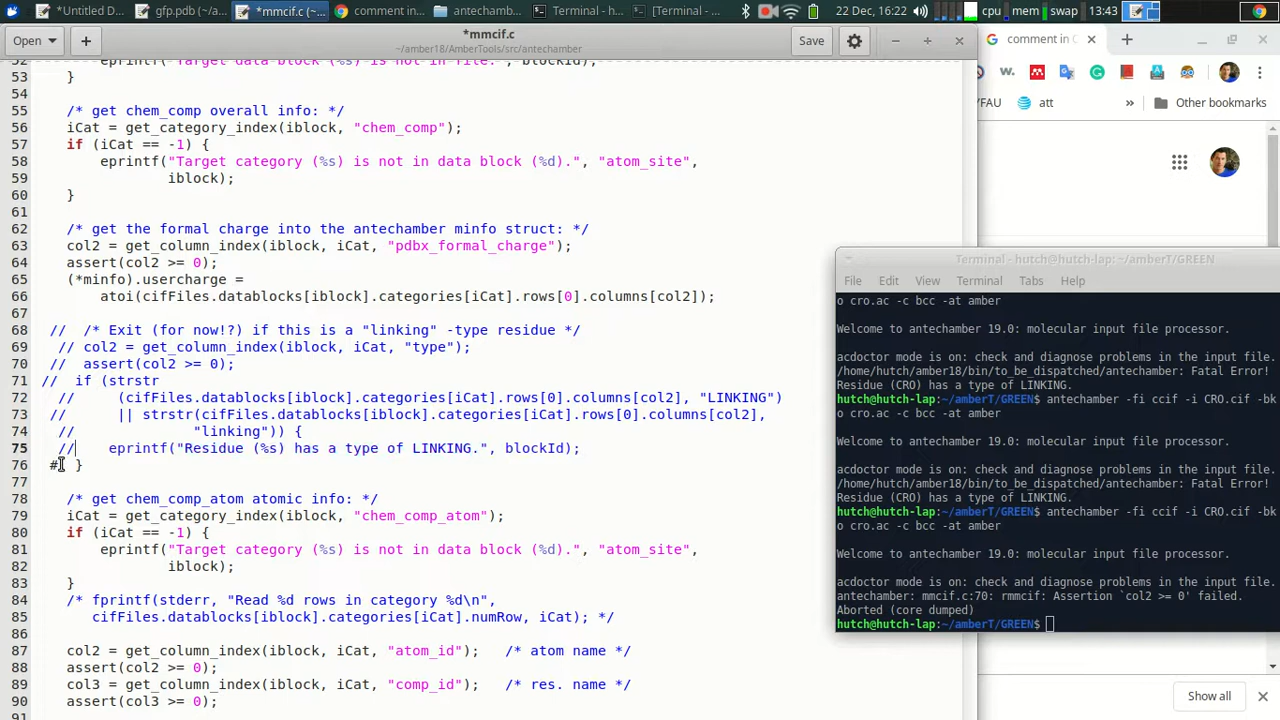 *Untitled D... gfp.pdb (~/a... *mmcif.c (~... comment in... antechamb... Terminal - h... [Terminal -... 22 Dec, 16:22 cpu mem swap 13:43
Open *mmcif.c Save
~/amber18/AmberTools/src/antechamber
52 eprintf("Target data-block (%s) is not in file.", blockId);
53 }
54
55 /* get chem_comp overall info: */
56 iCat = get_category_index(iblock, "chem_comp");
57 if (iCat == -1) {
58 eprintf("Target category (%s) is not in data block (%d).", "atom_site",
59 iblock);
60 }
61
62 /* get the formal charge into the antechamber minfo struct: */
63 col2 = get_column_index(iblock, iCat, "pdbx_formal_charge");
64 assert(col2 >= 0);
65 (*minfo).usercharge =
66 atoi(cifFiles.datablocks[iblock].categories[iCat].rows[0].columns[col2]);
67
68 // /* Exit (for now!?) if this is a "linking" -type residue */
69 // col2 = get_column_index(iblock, iCat, "type");
70 // assert(col2 >= 0);
71 // if (strstr
72 // (cifFiles.datablocks[iblock].categories[iCat].rows[0].columns[col2], "LINKING")
73 // || strstr(cifFiles.datablocks[iblock].categories[iCat].rows[0].columns[col2],
74 // "linking")) {
75 // eprintf("Residue (%s) has a type of LINKING.", blockId);
76 # }
77
78 /* get chem_comp_atom atomic info: */
79 iCat = get_category_index(iblock, "chem_comp_atom");
80 if (iCat == -1) {
81 eprintf("Target category (%s) is not in data block (%d).", "atom_site",
82 iblock);
83 }
84 /* fprintf(stderr, "Read %d rows in category %d\n",
85 cifFiles.datablocks[iblock].categories[iCat].numRow, iCat); */
86
87 col2 = get_column_index(iblock, iCat, "atom_id"); /* atom name */
88 assert(col2 >= 0);
89 col3 = get_column_index(iblock, iCat, "comp_id"); /* res. name */
90 assert(col3 >= 0);
91
comment in C
/FAU att » Other bookmarks
Terminal - hutch@hutch-lap: ~/amberT/GREEN
File Edit View Terminal Tabs Help
o cro.ac -c bcc -at amber
Welcome to antechamber 19.0: molecular input file processor.
acdoctor mode is on: check and diagnose problems in the input file.
/home/hutch/amber18/bin/to_be_dispatched/antechamber: Fatal Error!
Residue (CRO) has a type of LINKING.
hutch@hutch-lap:~/amberT/GREEN$ antechamber -fi ccif -i CRO.cif -bk
o cro.ac -c bcc -at amber
Welcome to antechamber 19.0: molecular input file processor.
acdoctor mode is on: check and diagnose problems in the input file.
/home/hutch/amber18/bin/to_be_dispatched/antechamber: Fatal Error!
Residue (CRO) has a type of LINKING.
hutch@hutch-lap:~/amberT/GREEN$ antechamber -fi ccif -i CRO.cif -bk
o cro.ac -c bcc -at amber
Welcome to antechamber 19.0: molecular input file processor.
acdoctor mode is on: check and diagnose problems in the input file.
antechamber: mmcif.c:70: rmmcif: Assertion `col2 >= 0' failed.
Aborted (core dumped)
hutch@hutch-lap:~/amberT/GREEN$
Show all